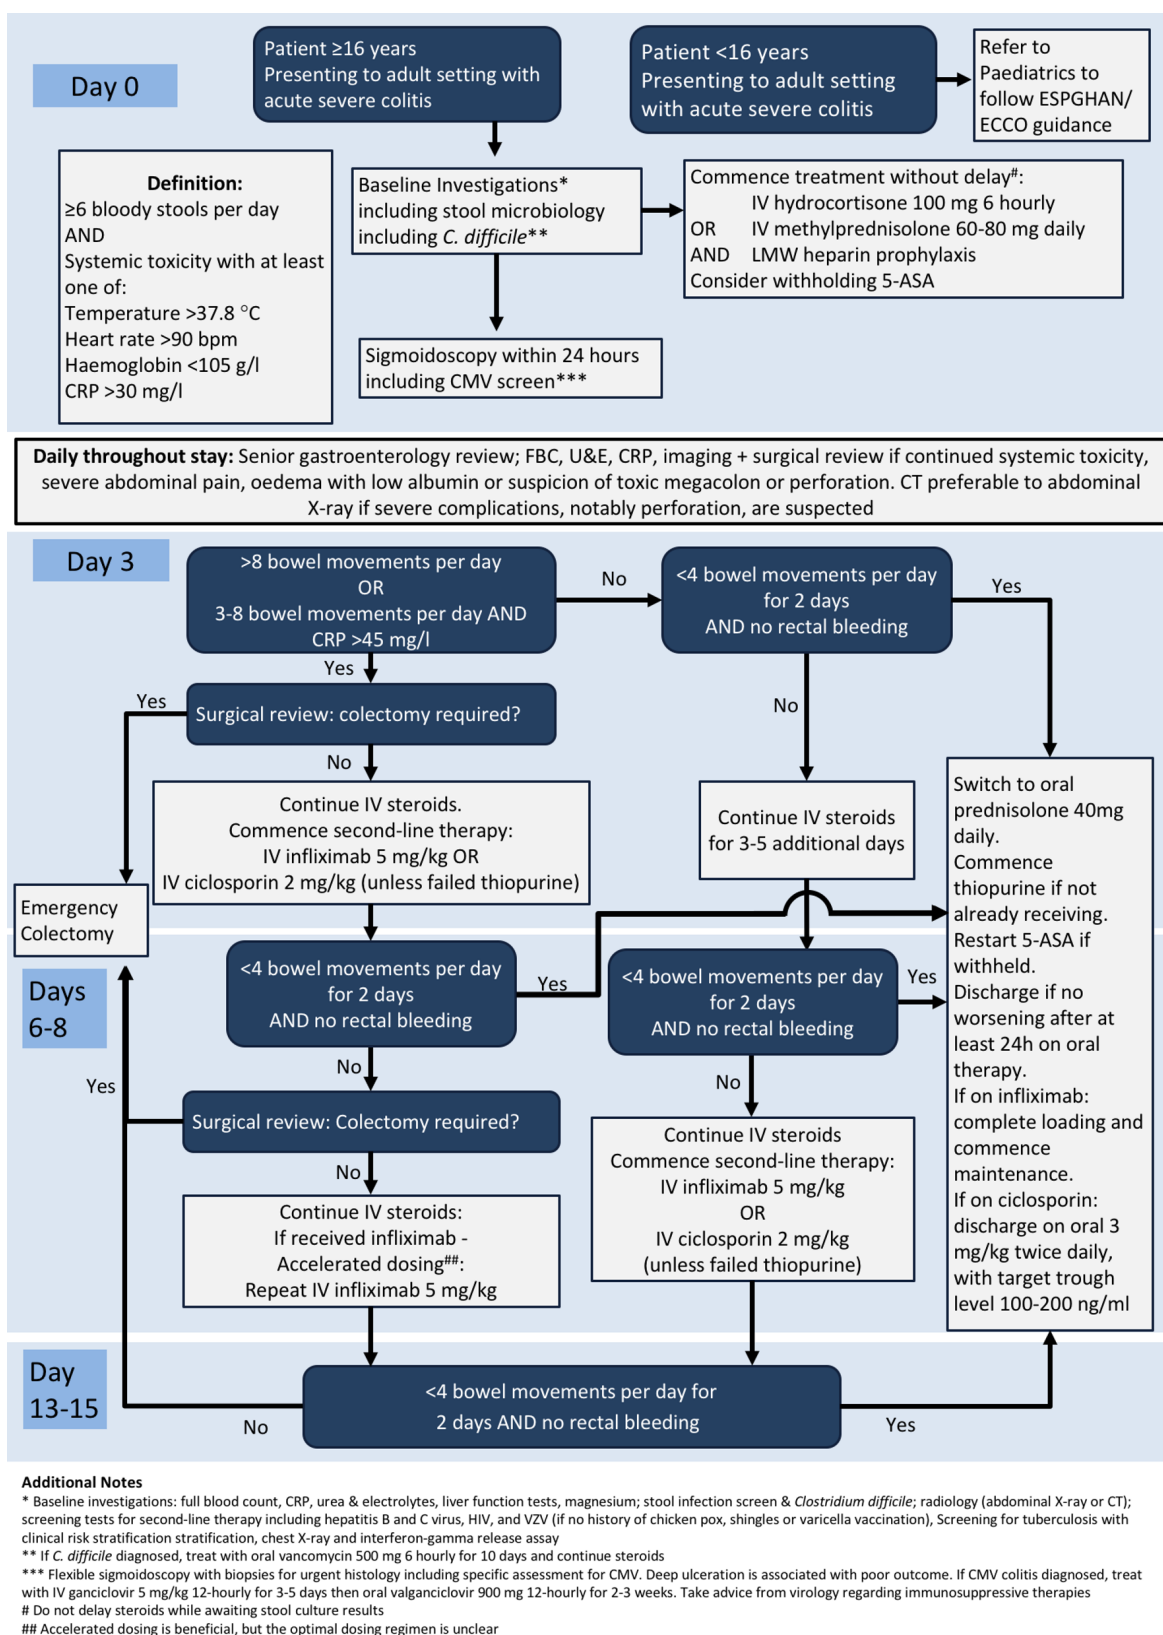 Day 0
Patient ≥16 years
Presenting to adult setting with
acute severe colitis
Patient <16 years
Presenting to adult setting
with acute severe colitis
Refer to
Paediatrics to
follow ESPGHAN/
ECCO guidance
Definition:
≥6 bloody stools per day
AND
Systemic toxicity with at least
one of:
Temperature >37.8 °C
Heart rate >90 bpm
Haemoglobin <105 g/l
CRP >30 mg/l
Baseline Investigations*
including stool microbiology
including C. difficile**
Commence treatment without delay#:
IV hydrocortisone 100 mg 6 hourly
OR IV methylprednisolone 60-80 mg daily
AND LMW heparin prophylaxis
Consider withholding 5-ASA
Sigmoidoscopy within 24 hours
including CMV screen***
Daily throughout stay: Senior gastroenterology review; FBC, U&E, CRP, imaging + surgical review if continued systemic toxicity,
severe abdominal pain, oedema with low albumin or suspicion of toxic megacolon or perforation. CT preferable to abdominal
X-ray if severe complications, notably perforation, are suspected
Day 3
>8 bowel movements per day
OR
3-8 bowel movements per day AND
CRP >45 mg/l
No
<4 bowel movements per day
for 2 days
AND no rectal bleeding
Yes
Yes
Yes
Surgical review: colectomy required?
No
No
Continue IV steroids.
Commence second-line therapy:
IV infliximab 5 mg/kg OR
IV ciclosporin 2 mg/kg (unless failed thiopurine)
Continue IV steroids
for 3-5 additional days
Switch to oral
prednisolone 40mg
daily.
Commence
thiopurine if not
already receiving.
Restart 5-ASA if
withheld.
Discharge if no
worsening after at
least 24h on oral
therapy.
If on infliximab:
complete loading and
commence
maintenance.
If on ciclosporin:
discharge on oral 3
mg/kg twice daily,
with target trough
level 100-200 ng/ml
Emergency
Colectomy
Days
6-8
<4 bowel movements per day
for 2 days
AND no rectal bleeding
Yes
<4 bowel movements per day
for 2 days
AND no rectal bleeding
Yes
No
No
Yes
Surgical review: Colectomy required?
No
Continue IV steroids:
If received infliximab -
Accelerated dosing##:
Repeat IV infliximab 5 mg/kg
Continue IV steroids
Commence second-line therapy:
IV infliximab 5 mg/kg
OR
IV ciclosporin 2 mg/kg
(unless failed thiopurine)
Day
13-15
<4 bowel movements per day for
2 days AND no rectal bleeding
No
Yes
Additional Notes
* Baseline investigations: full blood count, CRP, urea & electrolytes, liver function tests, magnesium; stool infection screen & Clostridium difficile; radiology (abdominal X-ray or CT);
screening tests for second-line therapy including hepatitis B and C virus, HIV, and VZV (if no history of chicken pox, shingles or varicella vaccination), Screening for tuberculosis with
clinical risk stratification stratification, chest X-ray and interferon-gamma release assay
** If C. difficile diagnosed, treat with oral vancomycin 500 mg 6 hourly for 10 days and continue steroids
*** Flexible sigmoidoscopy with biopsies for urgent histology including specific assessment for CMV. Deep ulceration is associated with poor outcome. If CMV colitis diagnosed, treat
with IV ganciclovir 5 mg/kg 12-hourly for 3-5 days then oral valganciclovir 900 mg 12-hourly for 2-3 weeks. Take advice from virology regarding immunosuppressive therapies
# Do not delay steroids while awaiting stool culture results
## Accelerated dosing is beneficial, but the optimal dosing regimen is unclear